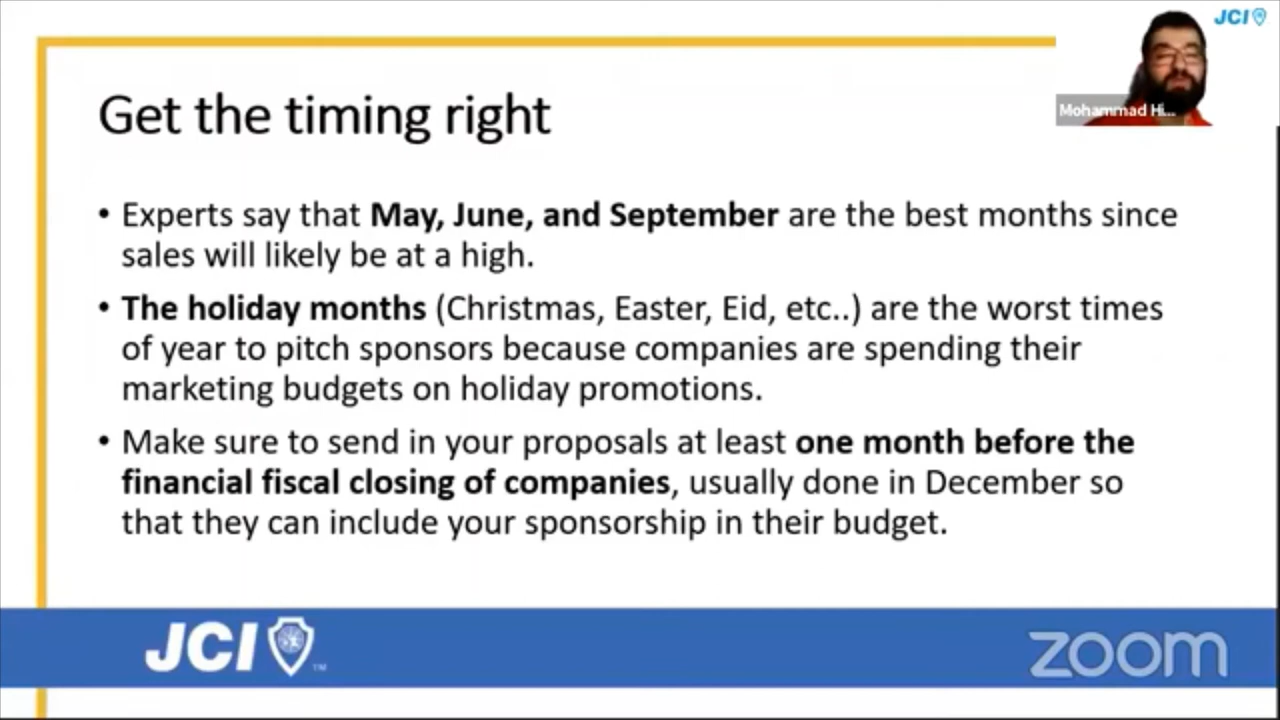 JCI
Mohammad Hi...
Get the timing right
• Experts say that May, June, and September are the best months since
sales will likely be at a high.
• The holiday months (Christmas, Easter, Eid, etc..) are the worst times
of year to pitch sponsors because companies are spending their
marketing budgets on holiday promotions.
• Make sure to send in your proposals at least one month before the
financial fiscal closing of companies, usually done in December so
that they can include your sponsorship in their budget.
JCI TM
zoom